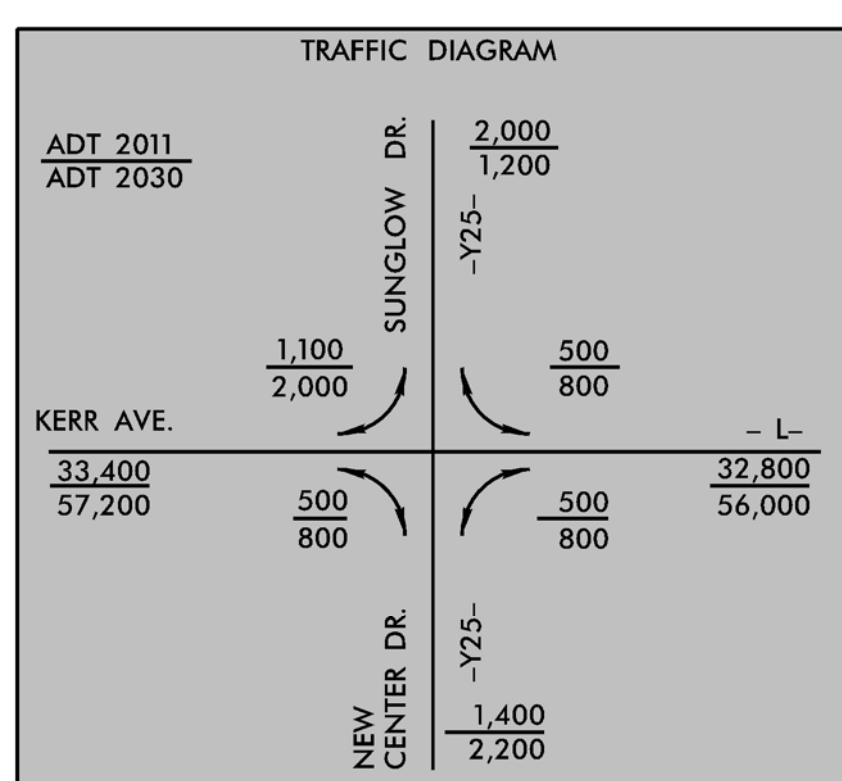 TRAFFIC DIAGRAM
ADT 2011
ADT 2030
SUNGLOW DR.
2,000
1,200
-Y25-
1,100
2,000
500
800
KERR AVE.
- L-
33,400
57,200
500
800
500
800
32,800
56,000
NEW
CENTER DR.
-Y25-
1,400
2,200